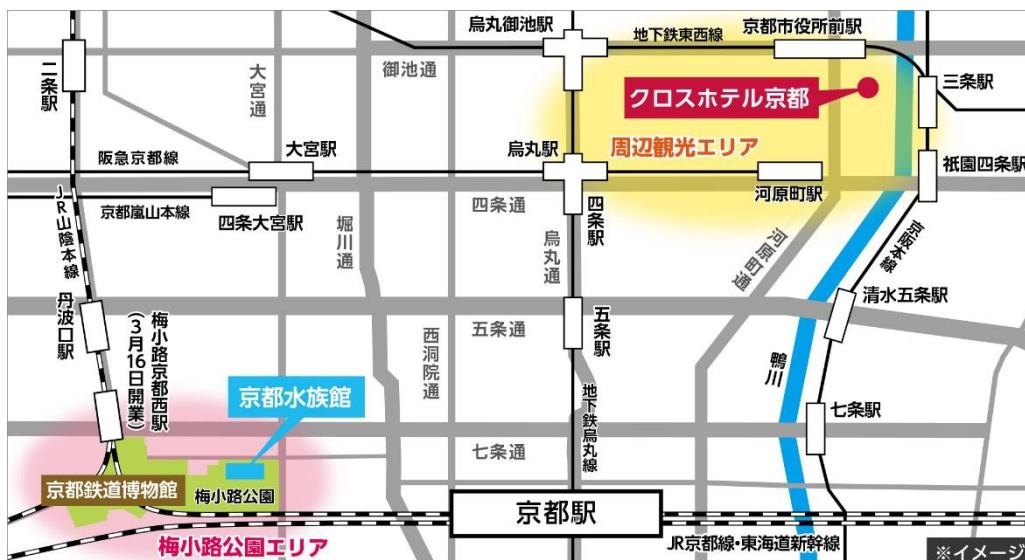 烏丸御池駅
地下鉄東西線
京都市役所前駅
二条駅
大宮通
御池通
クロスホテル京都
三条駅
周辺観光エリア
阪急京都線
大宮駅
烏丸駅
河原町駅
祇園四条駅
京都嵐山本線
四条大宮駅
四条通
四条駅
JR山陰本線
堀川通
烏丸通
河原町通
京阪本線
丹波口駅
清水五条駅
梅小路京都西駅
(3月16日開業)
西洞院通
五条通
五条駅
鴨川
京都水族館
地下鉄烏丸線
七条駅
七条通
京都鉄道博物館
梅小路公園
京都駅
梅小路公園エリア
JR京都線・東海道新幹線
※イメージ